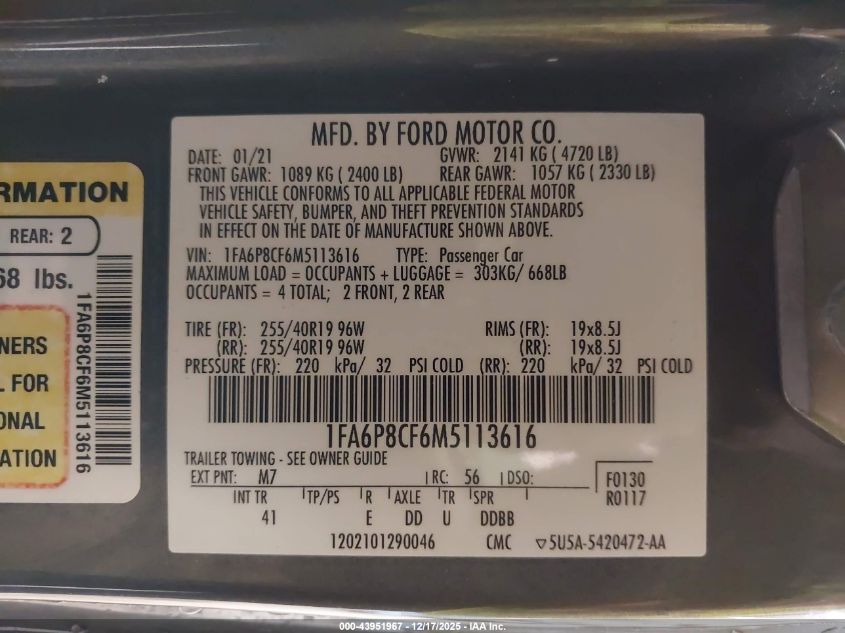 RMATION
REAR: 2
68 lbs.
NERS
L FOR
ONAL
ATION
1FA6P8CF6M5113616
MFD. BY FORD MOTOR CO.
DATE: 01/21 GVWR: 2141 KG ( 4720 LB)
FRONT GAWR: 1089 KG ( 2400 LB) REAR GAWR: 1057 KG ( 2330 LB)
THIS VEHICLE CONFORMS TO ALL APPLICABLE FEDERAL MOTOR
VEHICLE SAFETY, BUMPER, AND THEFT PREVENTION STANDARDS
IN EFFECT ON THE DATE OF MANUFACTURE SHOWN ABOVE.
VIN: 1FA6P8CF6M5113616 TYPE: Passenger Car
MAXIMUM LOAD = OCCUPANTS + LUGGAGE = 303KG/ 668LB
OCCUPANTS = 4 TOTAL; 2 FRONT, 2 REAR
TIRE (FR): 255/40R19 96W RIMS (FR): 19x8.5J
(RR): 255/40R19 96W (RR): 19x8.5J
PRESSURE (FR): 220 kPa/ 32 PSI COLD (RR): 220 kPa/ 32 PSI COLD
1FA6P8CF6M5113616
TRAILER TOWING - SEE OWNER GUIDE
EXT PNT: M7 RC: 56 DSO: F0130
R0117
INT TR TP/PS R AXLE TR SPR
41 E DD U DDBB
1202101290046 CMC ▽5U5A-5420472-AA
000-43951967 - 12/17/2025 - IAA Inc.